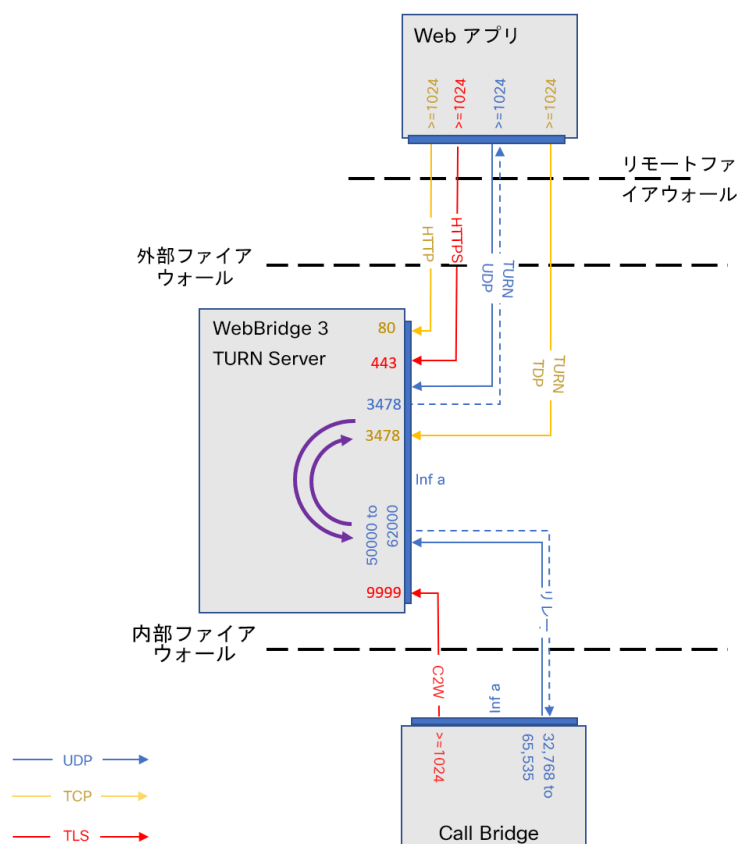 Web アプリ
>=1024
>=1024
>=1024
>=1024
リモートファ
イアウォール
外部ファイア
ウォール
HTTP
HTTPS
TURN
UDP
TURN
TDP
WebBridge 3
TURN Server
80
443
3478
3478
Inf a
50000 to
62000
9999
リレー
内部ファイア
ウォール
C2W
Inf a
>=1024
32,768 to
65,535
Call Bridge
UDP
TCP
TLS